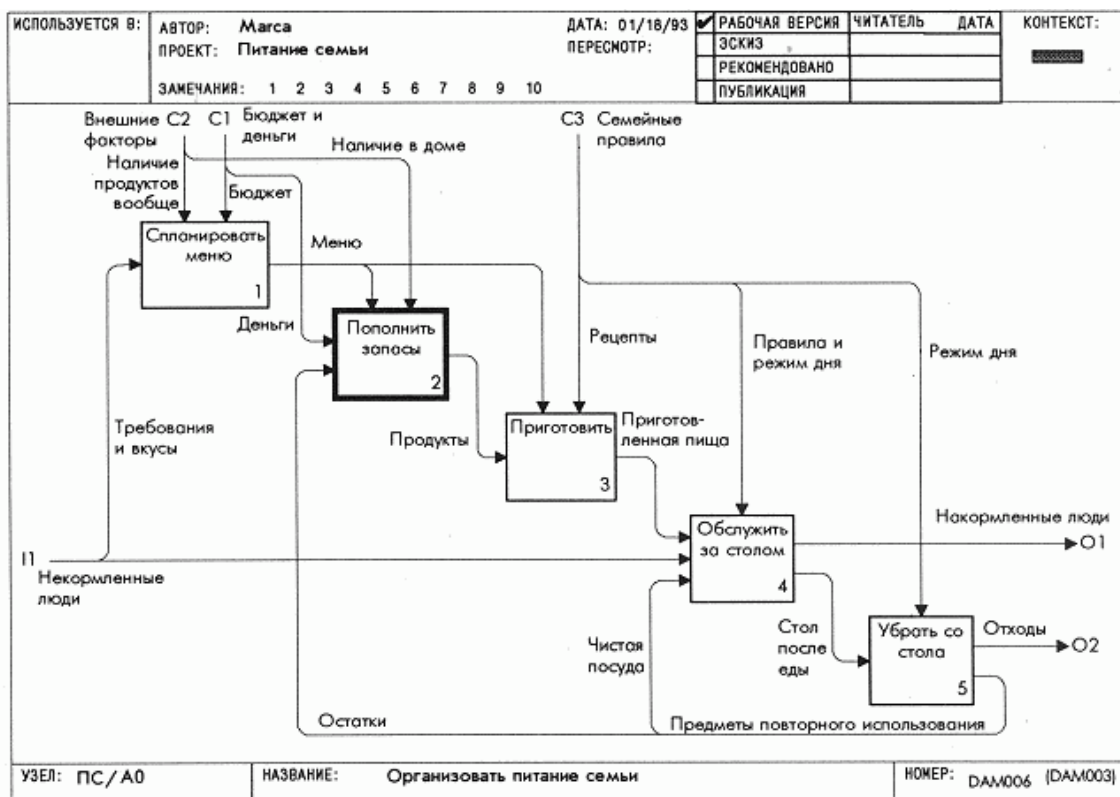 ИСПОЛЬЗУЕТСЯ В:
АВТОР: Marca
ДАТА: 01/18/93
РАБОЧАЯ ВЕРСИЯ
ЧИТАТЕЛЬ
ДАТА
КОНТЕКСТ:
ПРОЕКТ: Питание семьи
ПЕРЕСМОТР:
ЭСКИЗ
РЕКОМЕНДОВАНО
ЗАМЕЧАНИЯ: 1 2 3 4 5 6 7 8 9 10
ПУБЛИКАЦИЯ
Внешние
факторы
C2
C1
Бюджет и
деньги
C3
Семейные
правила
Наличие в доме
Наличие
продуктов
вообще
Бюджет
Спланировать
меню
1
Меню
Деньги
Пополнить
запасы
2
Рецепты
Правила и
режим дня
Режим дня
Требования
и вкусы
Продукты
Приготовить
3
Приготов-
ленная пища
Накормленные люди
O1
Обслужить
за столом
4
I1
Некормленные
люди
Чистая
посуда
Стол
после
еды
Убрать со
стола
5
Отходы
O2
Остатки
Предметы повторного использования
УЗЕЛ: ПС/A0
НАЗВАНИЕ: Организовать питание семьи
НОМЕР: DAM006 (DAM003)